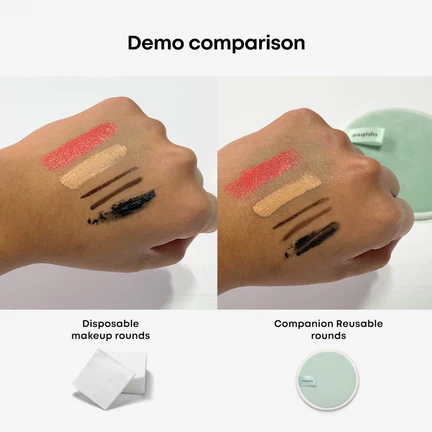 Demo comparison
Disposable
makeup rounds
Companion Reusable
rounds